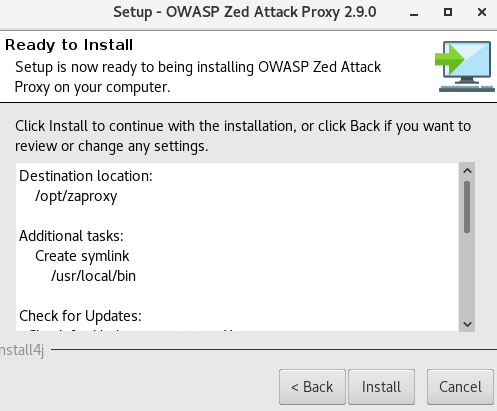 Setup - OWASP Zed Attack Proxy 2.9.0
Ready to Install
Setup is now ready to being installing OWASP Zed Attack
Proxy on your computer.
Click Install to continue with the installation, or click Back if you want to
review or change any settings.
Destination location:
/opt/zaproxy
Additional tasks:
Create symlink
/usr/local/bin
Check for Updates:
nstall4j
< Back
Install
Cancel